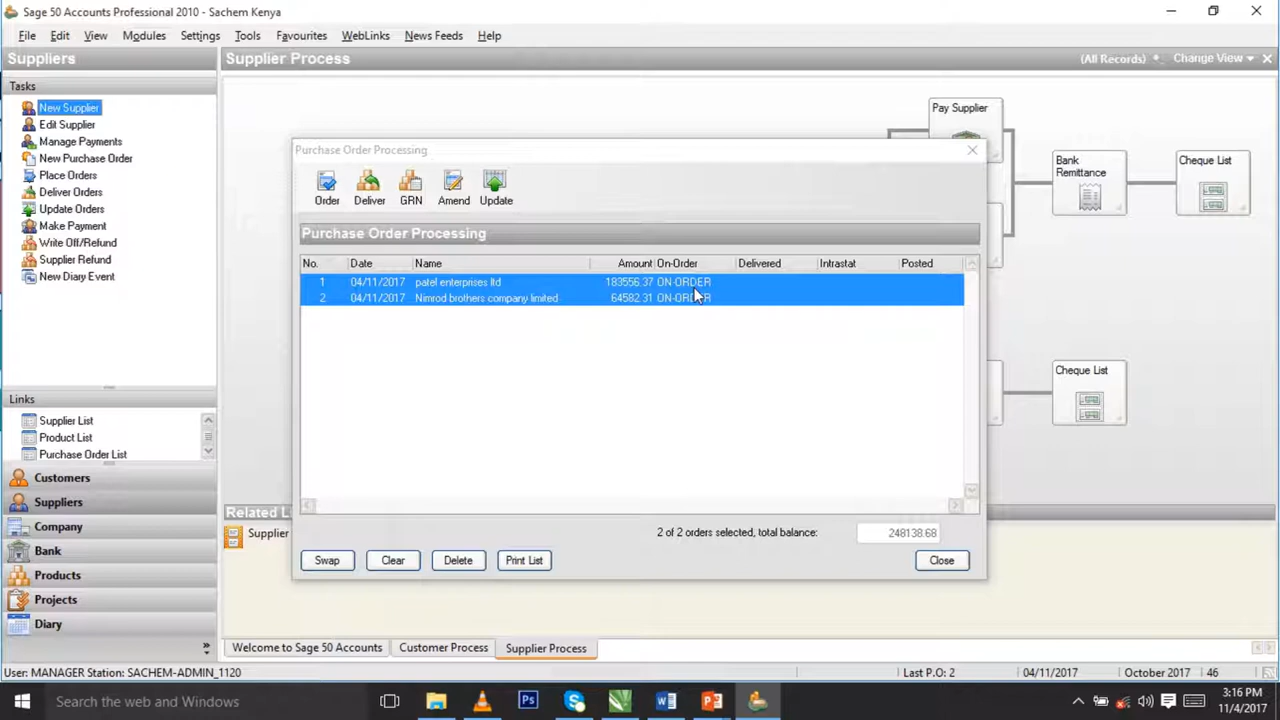 Sage 50 Accounts Professional 2010 - Sachem Kenya
File Edit View Modules Settings Tools Favourites WebLinks News Feeds Help
Suppliers
Supplier Process
(All Records) Change View
Tasks
New Supplier
Edit Supplier
Manage Payments
New Purchase Order
Place Orders
Deliver Orders
Update Orders
Make Payment
Write Off/Refund
Supplier Refund
New Diary Event
Links
Supplier List
Product List
Purchase Order List
Customers
Suppliers
Company
Bank
Products
Projects
Diary
Pay Supplier
Bank
Remittance
Cheque List
Cheque List
Purchase Order Processing
Order Deliver GRN Amend Update
Purchase Order Processing
No. Date Name Amount On-Order Delivered Intrastat Posted
1 04/11/2017 patel enterprises ltd 183556.37 ON-ORDER
2 04/11/2017 Nimrod brothers company limited 64582.31 ON-ORDER
2 of 2 orders selected, total balance: 248138.68
Swap Clear Delete Print List Close
Related Li
Supplier
Welcome to Sage 50 Accounts Customer Process Supplier Process
User: MANAGER Station: SACHEM-ADMIN_1120 Last P.O: 2 04/11/2017 October 2017 46
Search the web and Windows
3:16 PM
11/4/2017